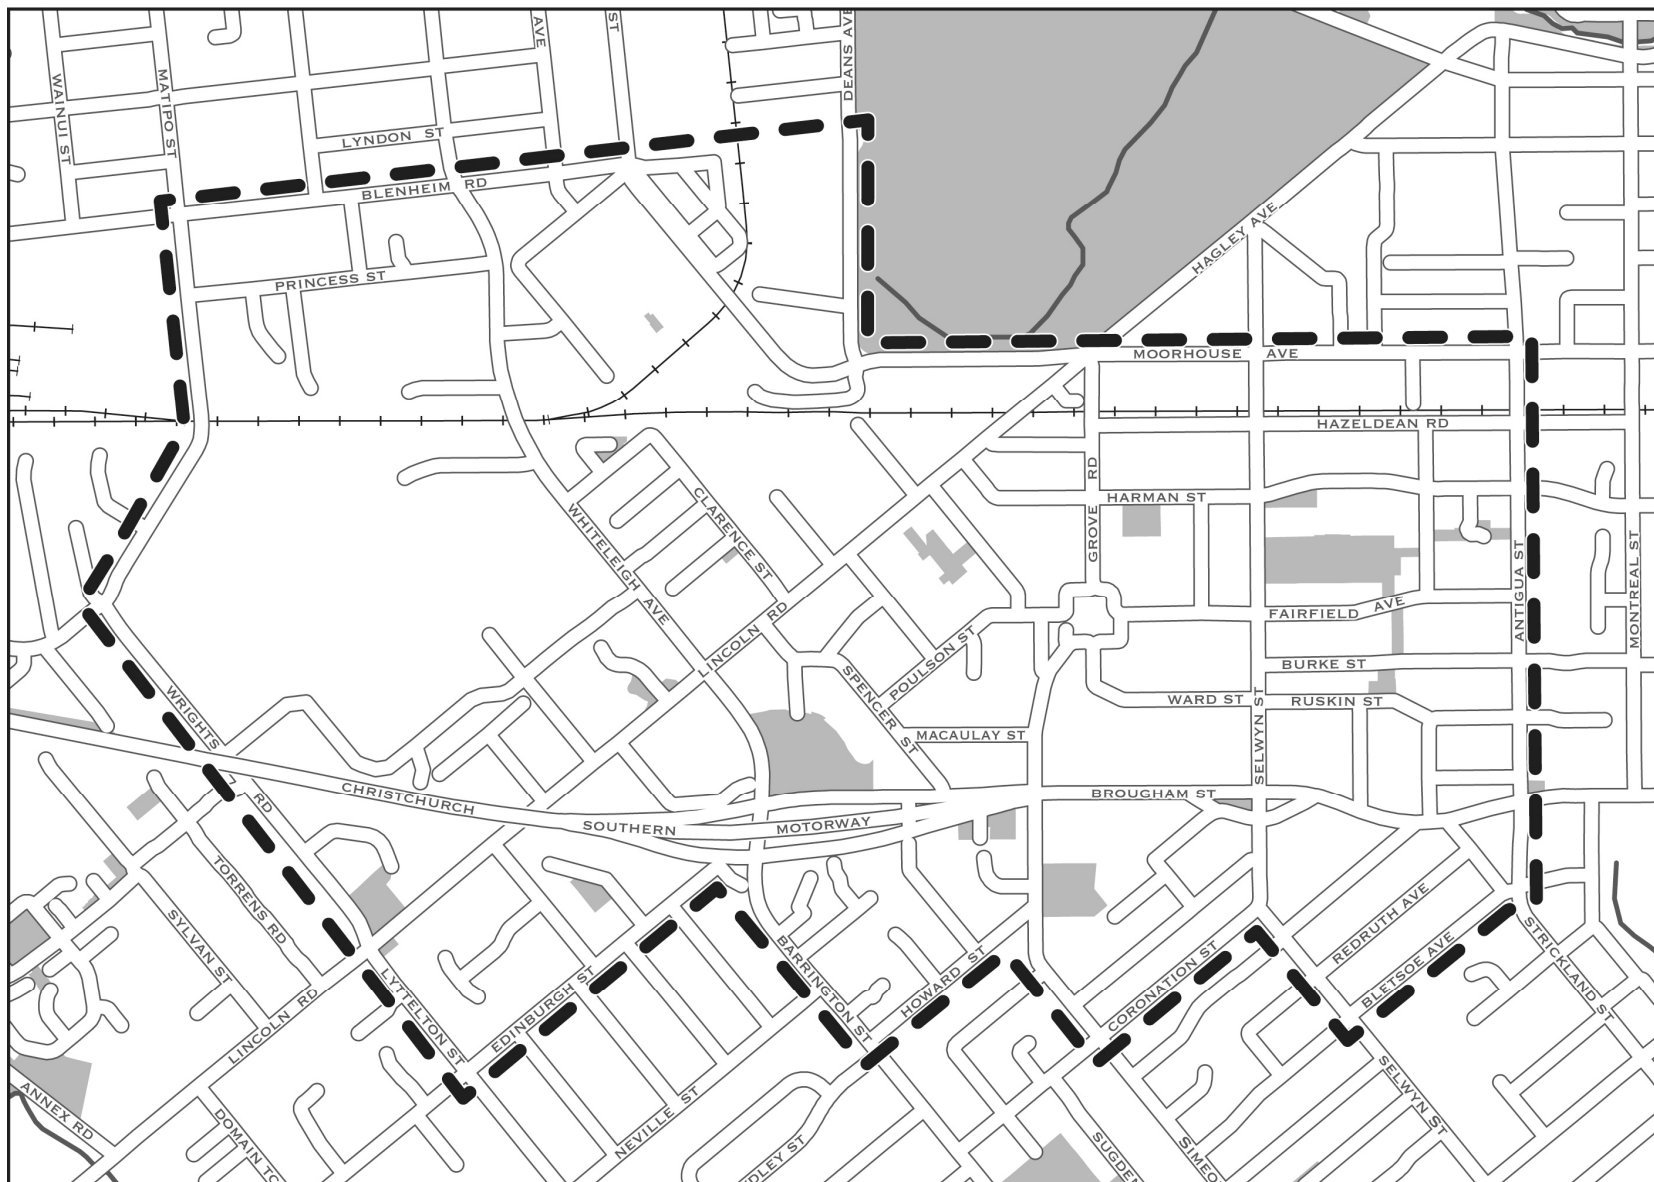 AVE
ST
DEANS AVE
WAINUI ST
MATIPO ST
LYNDON ST
BLENHEIM RD
HAGLEY AVE
PRINCESS ST
MOORHOUSE AVE
HAZELDEAN RD
GROVE RD
HARMAN ST
CLARENCE ST
WHITELEIGH AVE
ANTIGUA ST
MONTREAL ST
LINCOLN RD
FAIRFIELD AVE
POULSON ST
SPENCER ST
BURKE ST
WARD ST
RUSKIN ST
SELWYN ST
WRIGHTS RD
MACAULAY ST
CHRISTCHURCH SOUTHERN MOTORWAY
BROUGHAM ST
TORRENS RD
SYLVAN ST
REDRUTH AVE
BLETSOE AVE
STRICKLAND ST
BARRINGTON ST
HOWARD ST
CORONATION ST
LYTTELTON ST
EDINBURGH ST
LINCOLN RD
SELWYN ST
ANNEX RD
DOMAIN TC
NEVILLE ST
DLEY ST
SUGDEN
SIMEO